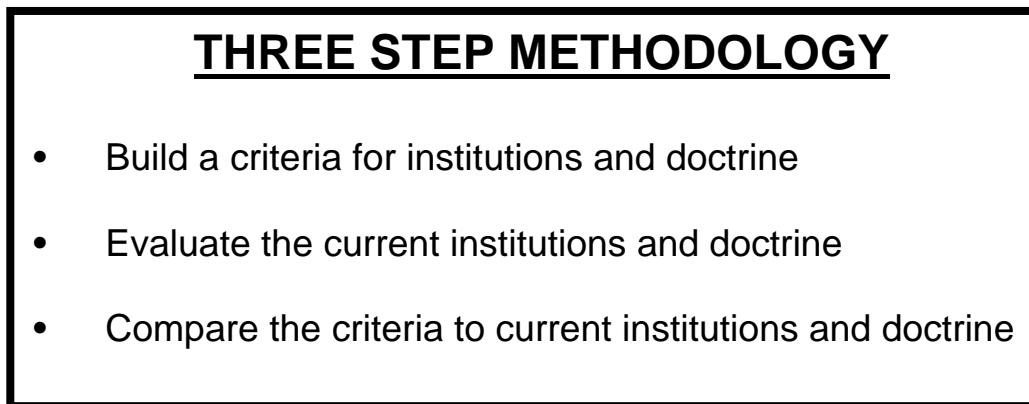 THREE STEP METHODOLOGY
• Build a criteria for institutions and doctrine
• Evaluate the current institutions and doctrine
• Compare the criteria to current institutions and doctrine